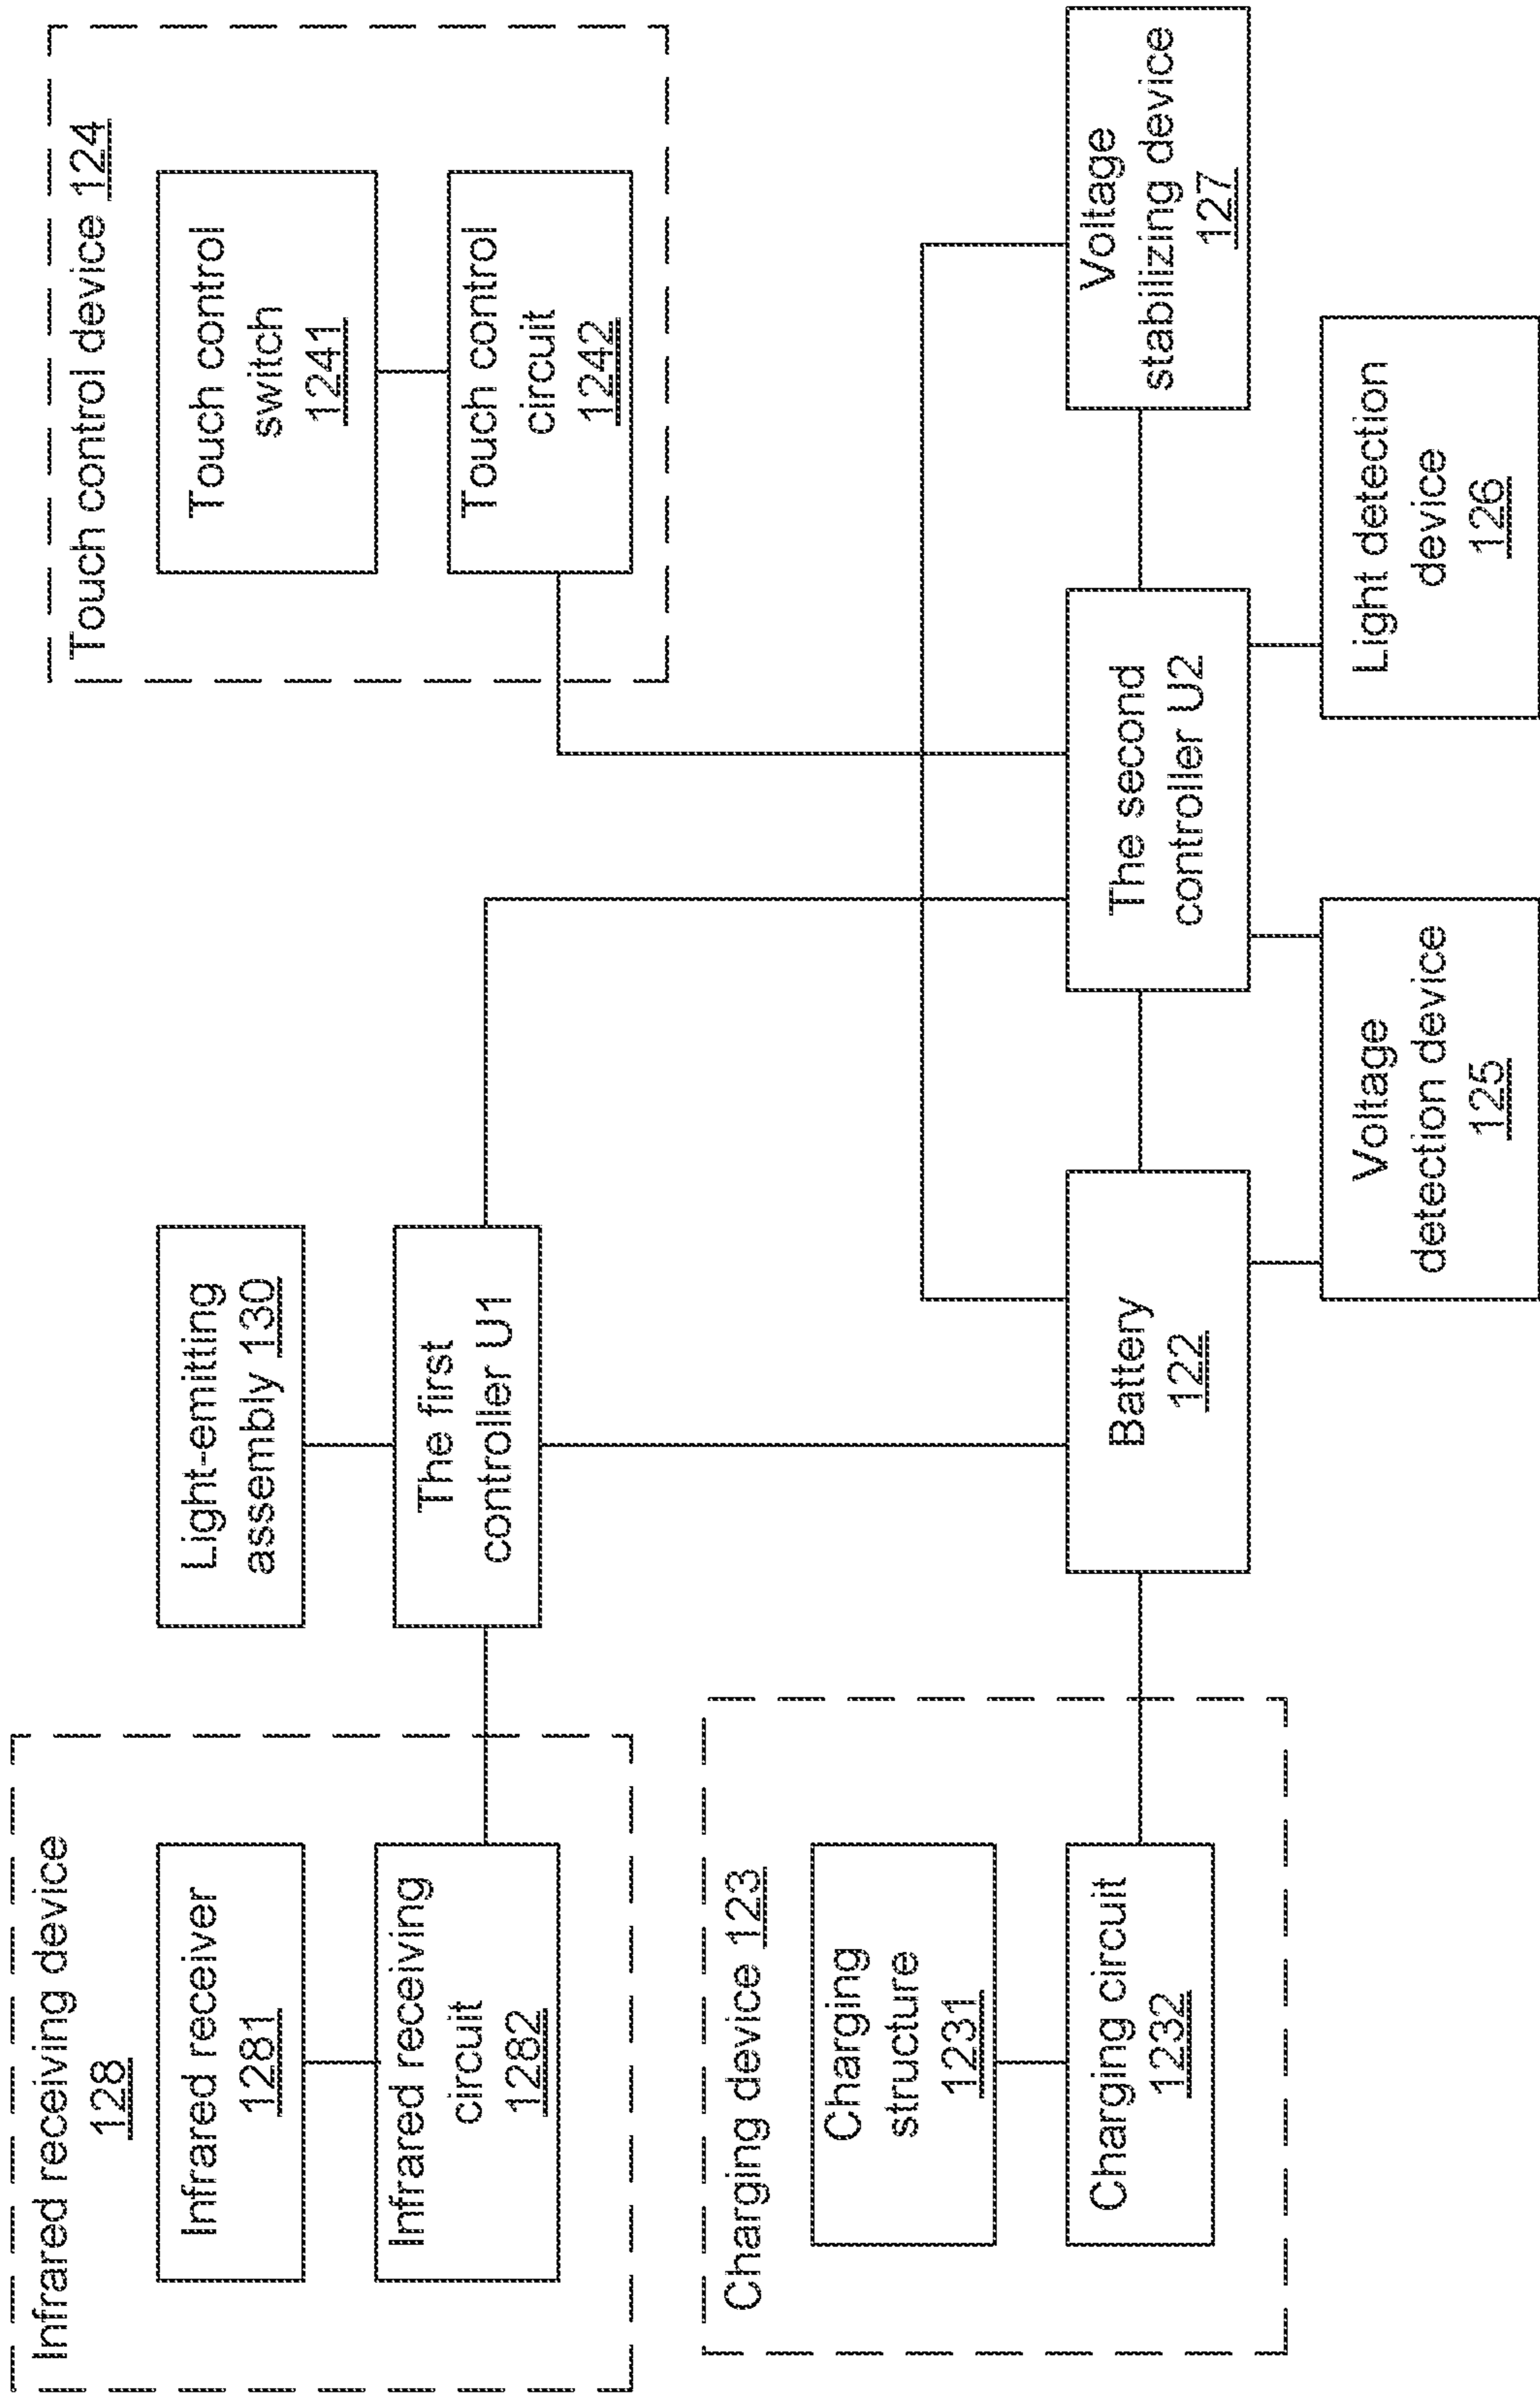 Infrared receiving device
128
Infrared receiver
1281
Infrared receiving
circuit
1282
Light-emitting
assembly 130
The first
controller U1
Touch control device 124
Touch control
switch
1241
Touch control
circuit
1242
Charging device 123
Charging
structure
1231
Charging circuit
1232
Battery
122
The second
controller U2
Voltage
stabilizing device
127
Voltage
detection device
125
Light detection
device
126